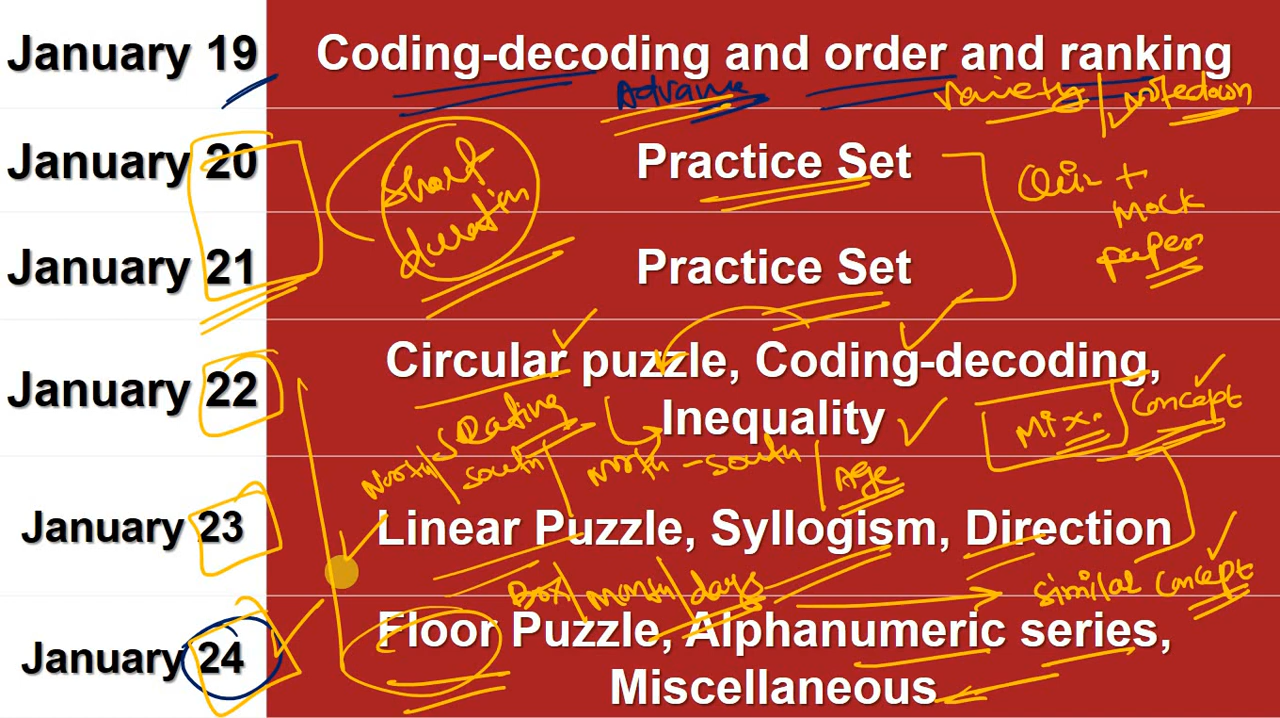 January 19 Coding-decoding and order and ranking
Advance variety / Notedown
January 20 Practice Set
Short duration
Quiz + Mock papers
January 21 Practice Set
January 22 Circular puzzle, Coding-decoding,
Inequality
Mix. Concept
Seating
North/ south/ North - south / Age
January 23 Linear Puzzle, Syllogism, Direction
Box/ Month/ days similar concept
January 24 Floor Puzzle, Alphanumeric series,
Miscellaneous